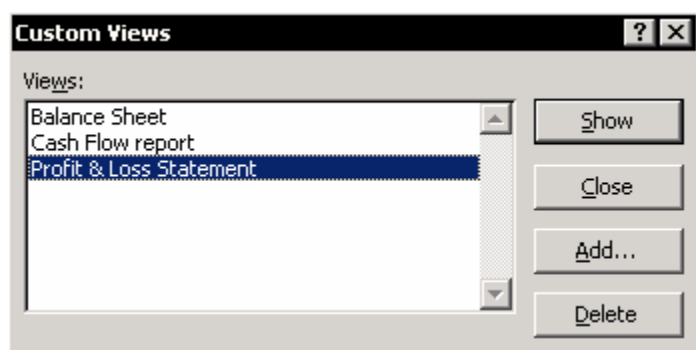 Custom Views
Views:
Balance Sheet
Cash Flow report
Profit & Loss Statement
Show
Close
Add...
Delete